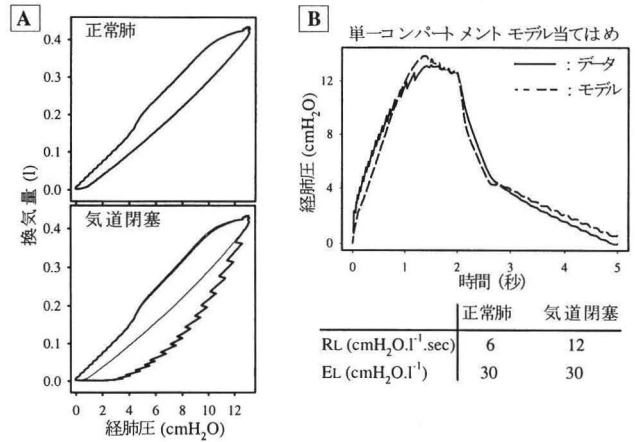 A
正常肺
0.4
0.3
0.2
0.1
0.0
気道閉塞
0.4
0.3
0.2
0.1
0.0
換気量 (l)
0 2 4 6 8 10 12
経肺圧 (cmH₂O)
B
単一コンパートメント モデル当てはめ
— : データ
--- : モデル
12
8
4
0
経肺圧 (cmH₂O)
0 1 2 3 4 5
時間 (秒)
正常肺 気道閉塞
RL (cmH₂O.l⁻¹.sec) 6 12
EL (cmH₂O.l⁻¹) 30 30